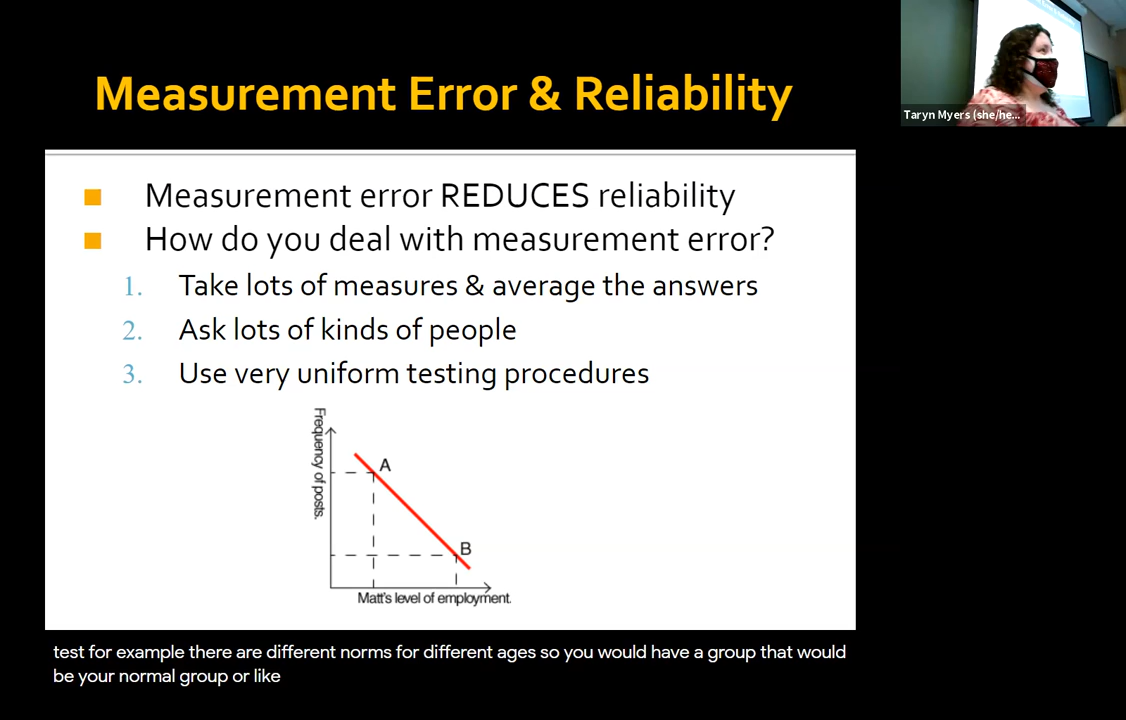 Measurement Error & Reliability
Taryn Myers (she/he...
Measurement error REDUCES reliability
How do you deal with measurement error?
1. Take lots of measures & average the answers
2. Ask lots of kinds of people
3. Use very uniform testing procedures
Frequency of posts.
A
B
Matt's level of employment.
test for example there are different norms for different ages so you would have a group that would
be your normal group or like